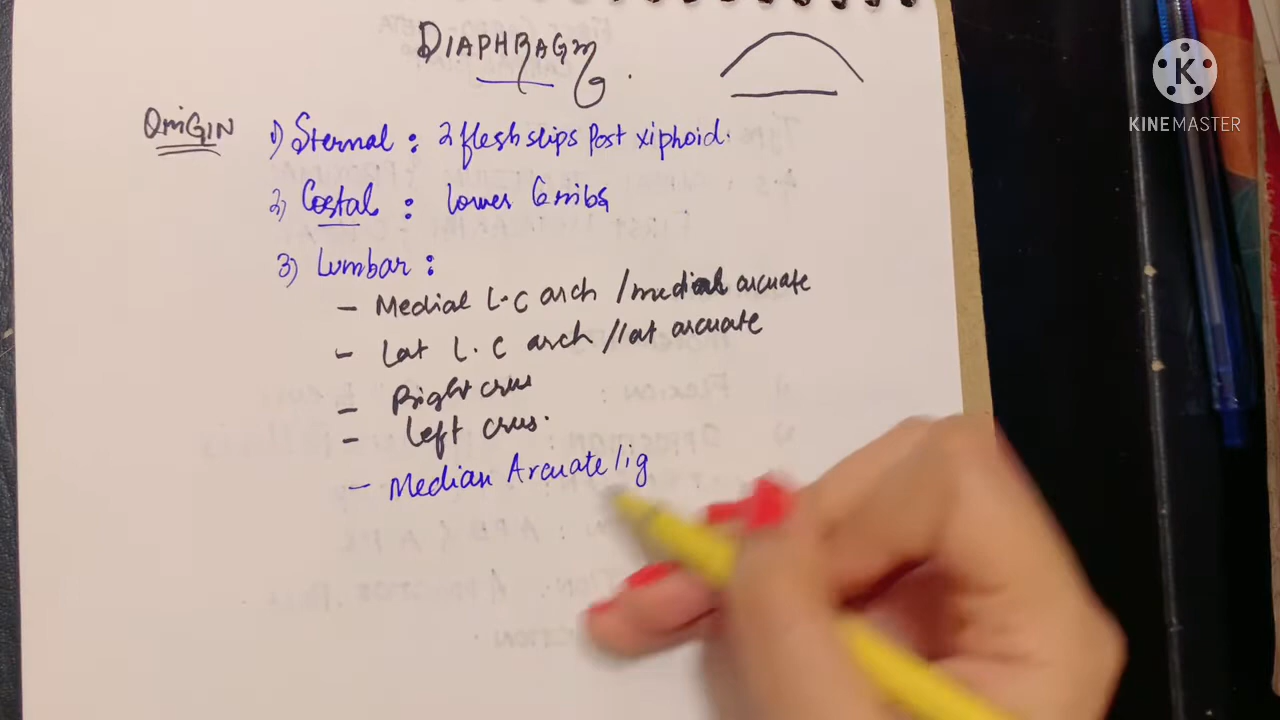 DIAPHRAGM.
ORIGIN
1) Sternal : 2 flesh slips Post xiphoid.
2) Costal : lower 6 ribs
3) Lumbar :
- Medial L.C arch / medial arcuate
- Lat L.C arch / lat arcuate
- Right crus
- Left crus.
- Median Arcuate lig
K
KINEMASTER